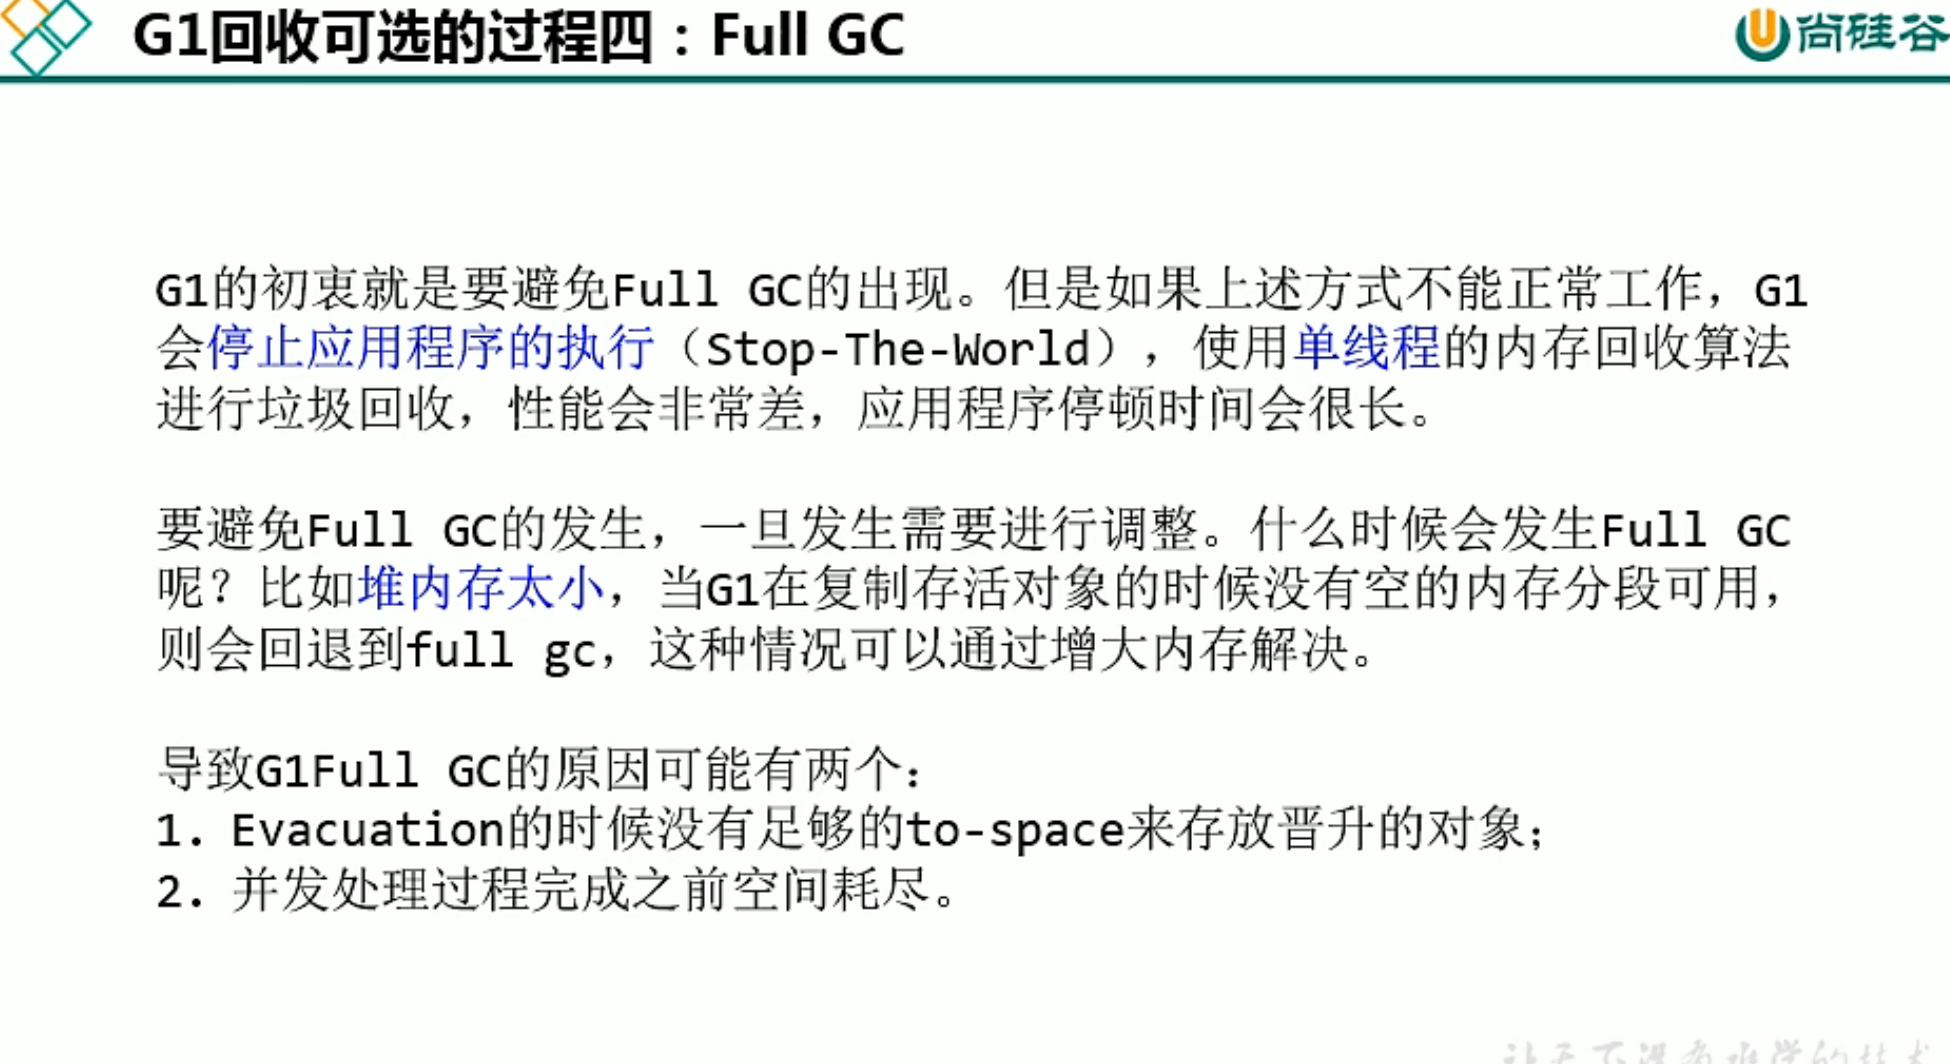 G1回收可选的过程四：Full GC
尚硅谷
G1的初衷就是要避免Full GC的出现。但是如果上述方式不能正常工作，G1
会停止应用程序的执行（Stop-The-World），使用单线程的内存回收算法
进行垃圾回收，性能会非常差，应用程序停顿时间会很长。
要避免Full GC的发生，一旦发生需要进行调整。什么时候会发生Full GC
呢？比如堆内存太小，当G1在复制存活对象的时候没有空的内存分段可用，
则会回退到full gc，这种情况可以通过增大内存解决。
导致G1Full GC的原因可能有两个：
1. Evacuation的时候没有足够的to-space来存放晋升的对象；
2. 并发处理过程完成之前空间耗尽。
让天下没有难学的技术